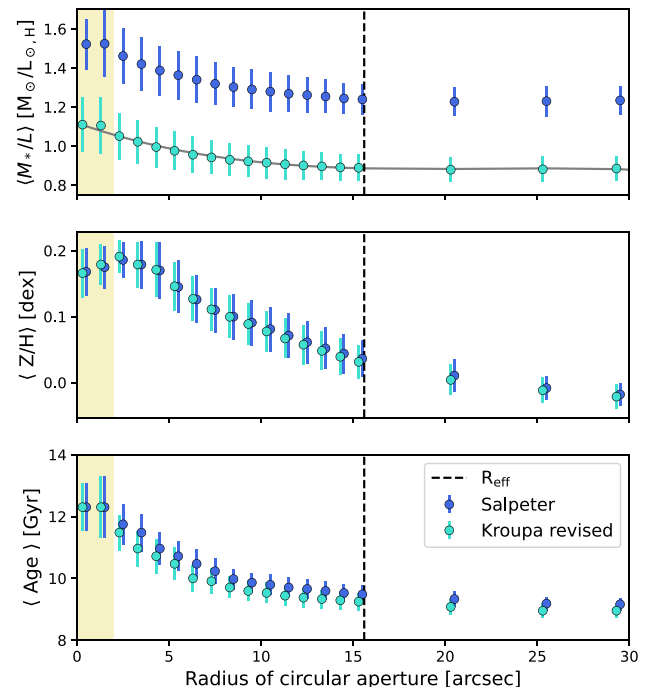 1.6
1.4
1.2
1.0
0.8
⟨M*/L⟩ [M⊙/L⊙,H]
0.2
0.1
0.0
⟨ Z/H⟩ [dex]
14
12
10
8
⟨ Age ⟩ [Gyr]
R_eff
Salpeter
Kroupa revised
0 5 10 15 20 25 30
Radius of circular aperture [arcsec]